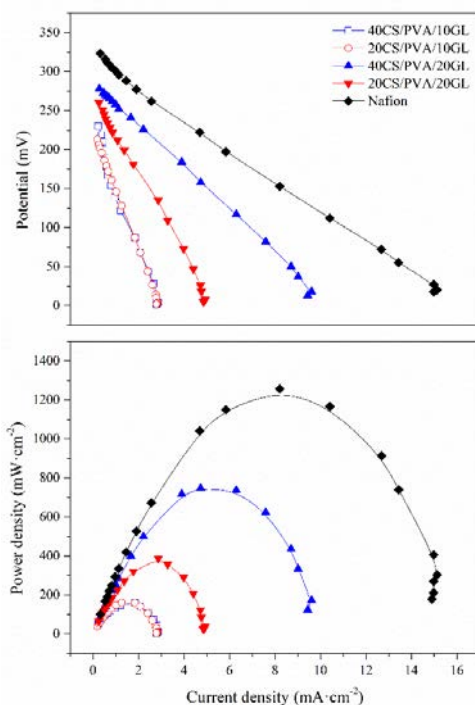 350
300
250
200
150
100
50
0
Potential (mV)
40CS/PVA/10GL
20CS/PVA/10GL
40CS/PVA/20GL
20CS/PVA/20GL
Nafion
1400
1200
1000
800
600
400
200
0
Power density (mW·cm⁻²)
0 2 4 6 8 10 12 14 16
Current density (mA·cm⁻²)